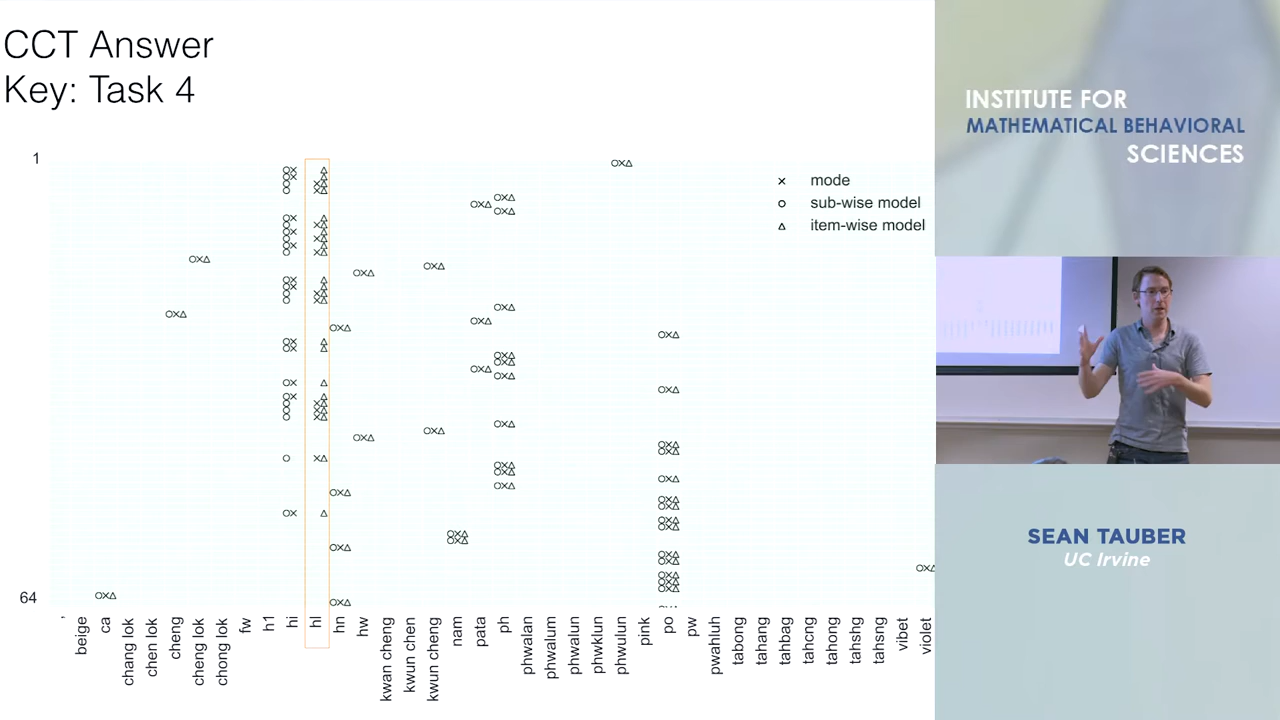 CCT Answer
Key: Task 4
1
64
mode
sub-wise model
item-wise model
,
beige
ca
chang lok
chen lok
cheng
cheng lok
chong lok
fw
h1
hi
hl
hn
hw
kwan cheng
kwun chen
kwun cheng
nam
pata
ph
phwalan
phwalum
phwalun
phwklun
phwulun
pink
po
pw
pwahluh
tabong
tahang
tahbag
tahcng
tahong
tahshg
tahsng
vibet
violet
INSTITUTE FOR
MATHEMATICAL BEHAVIORAL
SCIENCES
SEAN TAUBER
UC Irvine